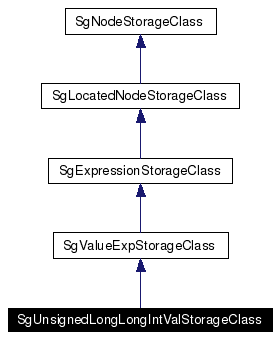 SgNodeStorageClass
SgLocatedNodeStorageClass
SgExpressionStorageClass
SgValueExpStorageClass
SgUnsignedLongLongIntValStorageClass